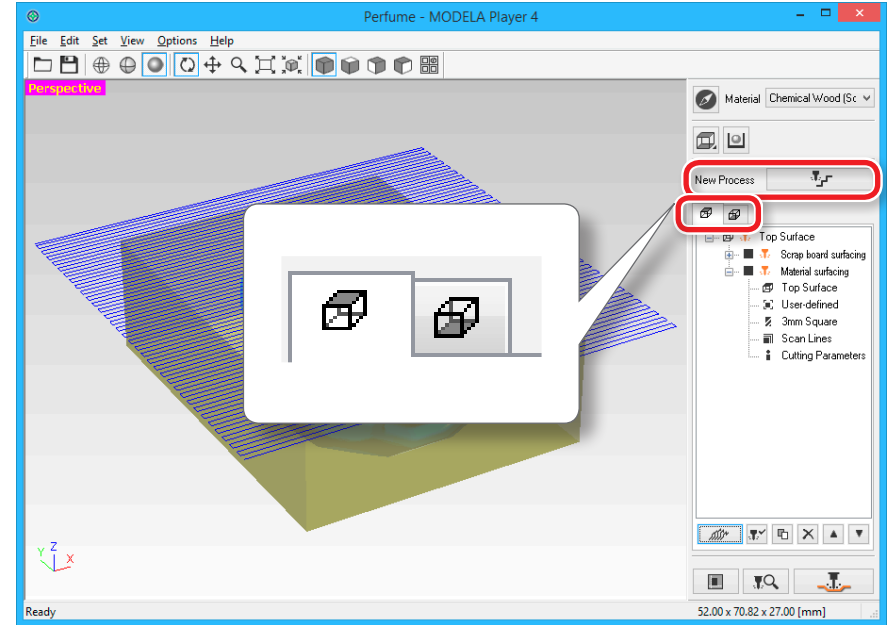 Perfume - MODELA Player 4
File Edit Set View Options Help
Perspective
Material Chemical Wood (Sc
New Process
Top Surface
Scrap board surfacing
Material surfacing
Top Surface
User-defined
3mm Square
Scan Lines
Cutting Parameters
Z
Y X
Ready 52.00 x 70.82 x 27.00 [mm]